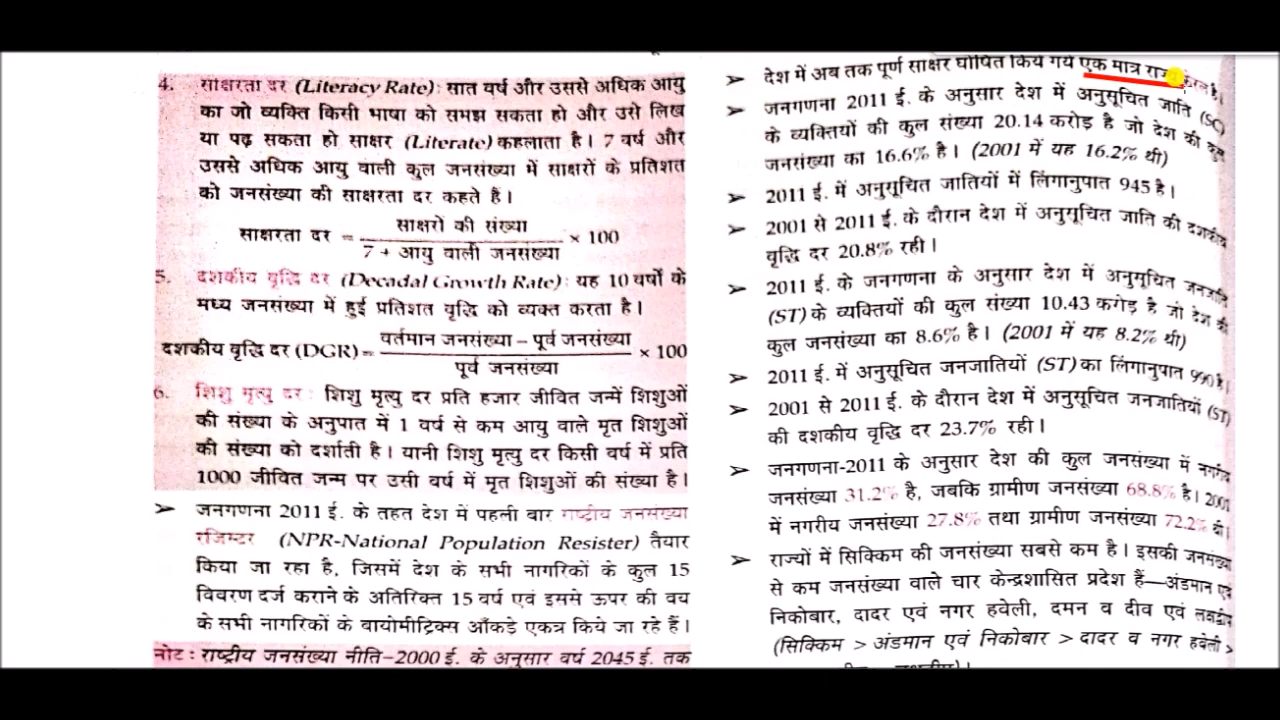 4. साक्षरता दर (Literacy Rate) : सात वर्ष और उससे अधिक आयु
का जो व्यक्ति किसी भाषा को समझ सकता हो और उसे लिख
या पढ़ सकता हो साक्षर (Literate) कहलाता है। 7 वर्ष और
उससे अधिक आयु वाली कुल जनसंख्या में साक्षरों के प्रतिशत
को जनसंख्या की साक्षरता दर कहते हैं।
साक्षरता दर = साक्षरों की संख्या / 7 + आयु वाली जनसंख्या × 100
5. दशकीय वृद्धि दर (Decadal Growth Rate) : यह 10 वर्षों के
मध्य जनसंख्या में हुई प्रतिशत वृद्धि को व्यक्त करता है।
दशकीय वृद्धि दर (DGR) = वर्तमान जनसंख्या – पूर्व जनसंख्या / पूर्व जनसंख्या × 100
6. शिशु मृत्यु दर : शिशु मृत्यु दर प्रति हजार जीवित जन्में शिशुओं
की संख्या के अनुपात में 1 वर्ष से कम आयु वाले मृत शिशुओं
की संख्या को दर्शाती है। यानी शिशु मृत्यु दर किसी वर्ष में प्रति
1000 जीवित जन्म पर उसी वर्ष में मृत शिशुओं की संख्या है।
➢ जनगणना 2011 ई. के तहत देश में पहली बार राष्ट्रीय जनसंख्या
रजिस्टर (NPR-National Population Resister) तैयार
किया जा रहा है, जिसमें देश के सभी नागरिकों के कुल 15
विवरण दर्ज कराने के अतिरिक्त 15 वर्ष एवं इससे ऊपर की वय
के सभी नागरिकों के बायोमीट्रिक्स आँकड़े एकत्र किये जा रहे हैं।
नोट : राष्ट्रीय जनसंख्या नीति–2000 ई. के अनुसार वर्ष 2045 ई. तक
➢ देश में अब तक पूर्ण साक्षर घोषित किये गये एक मात्र है।
➢ जनगणना 2011 ई. के अनुसार देश में अनुसूचित जाति (SC)
के व्यक्तियों की कुल संख्या 20.14 करोड़ है जो देश की कुल
जनसंख्या का 16.6% है। (2001 में यह 16.2% थी)
➢ 2011 ई. में अनुसूचित जातियों में लिंगानुपात 945 है।
➢ 2001 से 2011 ई. के दौरान देश में अनुसूचित जाति की दशकीय
वृद्धि दर 20.8% रही।
➢ 2011 ई. के जनगणना के अनुसार देश में अनुसूचित जनजाति
(ST) के व्यक्तियों की कुल संख्या 10.43 करोड़ है जो देश की
कुल जनसंख्या का 8.6% है। (2001 में यह 8.2% थी)
➢ 2011 ई. में अनुसूचित जनजातियों (ST) का लिंगानुपात 990 है।
➢ 2001 से 2011 ई. के दौरान देश में अनुसूचित जनजातियों (ST)
की दशकीय वृद्धि दर 23.7% रही।
➢ जनगणना-2011 के अनुसार देश की कुल जनसंख्या में नगरीय
जनसंख्या 31.2% है, जबकि ग्रामीण जनसंख्या 68.8% है। 2001
में नगरीय जनसंख्या 27.8% तथा ग्रामीण जनसंख्या 72.2% थी।
➢ राज्यों में सिक्किम की जनसंख्या सबसे कम है। इसकी जनसंख्या
से कम जनसंख्या वाले चार केन्द्रशासित प्रदेश हैं—अंडमान एवं
निकोबार, दादर एवं नगर हवेली, दमन व दीव एवं लक्षद्वीप
(सिक्किम > अंडमान एवं निकोबार > दादर व नगर हवेली >